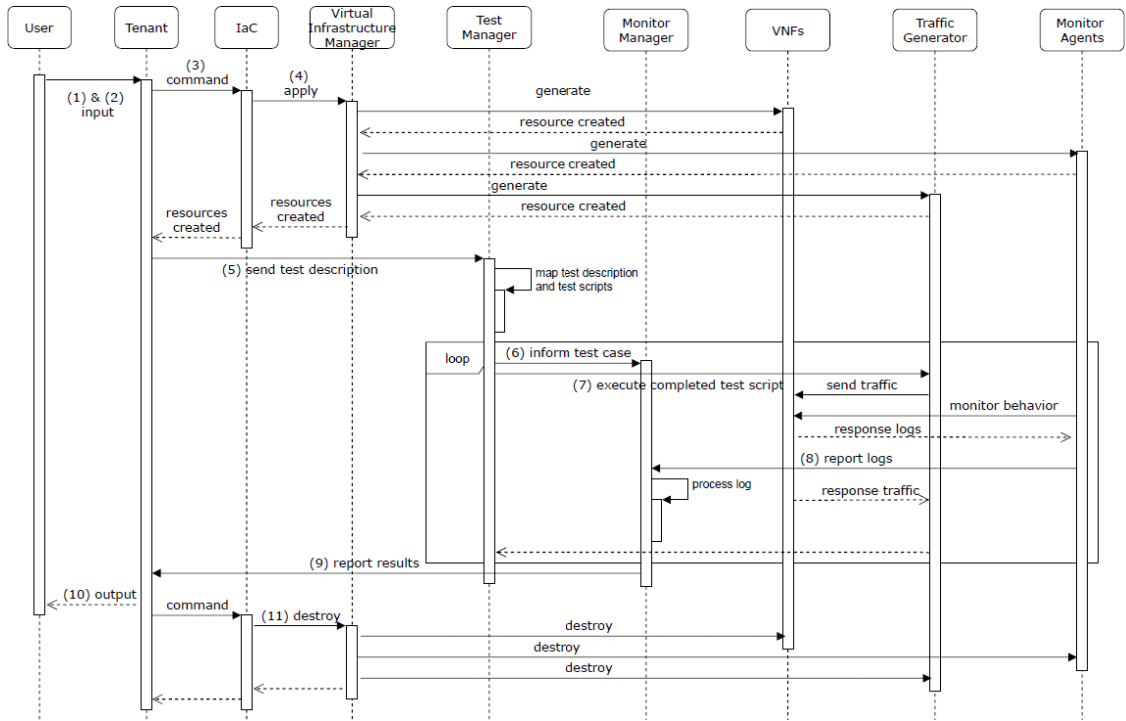 User
Tenant
IaC
Virtual
Infrastructure
Manager
Test
Manager
Monitor
Manager
VNFs
Traffic
Generator
Monitor
Agents
(1) & (2)
input
(3)
command
(4)
apply
generate
resource created
generate
resource created
generate
resource created
resources
created
resources
created
(5) send test description
map test description
and test scripts
loop
(6) inform test case
(7) execute completed test script
send traffic
monitor behavior
response logs
(8) report logs
process log
response traffic
(9) report results
(10) output
command
(11) destroy
destroy
destroy
destroy